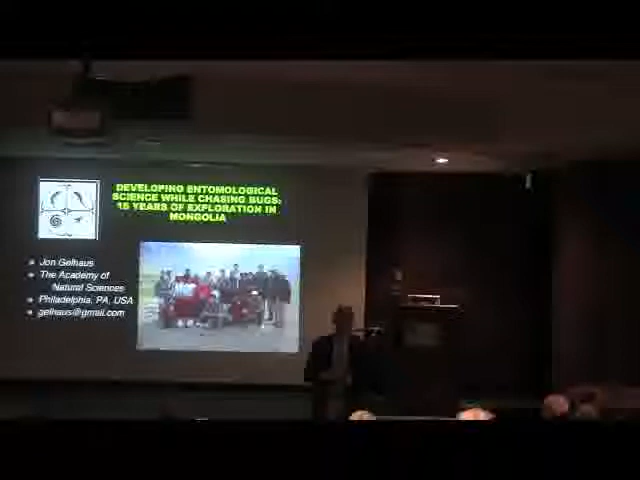 DEVELOPING ENTOMOLOGICAL
SCIENCE WHILE CHASING BUGS:
15 YEARS OF EXPLORATION IN
MONGOLIA
Jon Gelhaus
The Academy of
Natural Sciences
Philadelphia, PA, USA
gelhaus@gmail.com